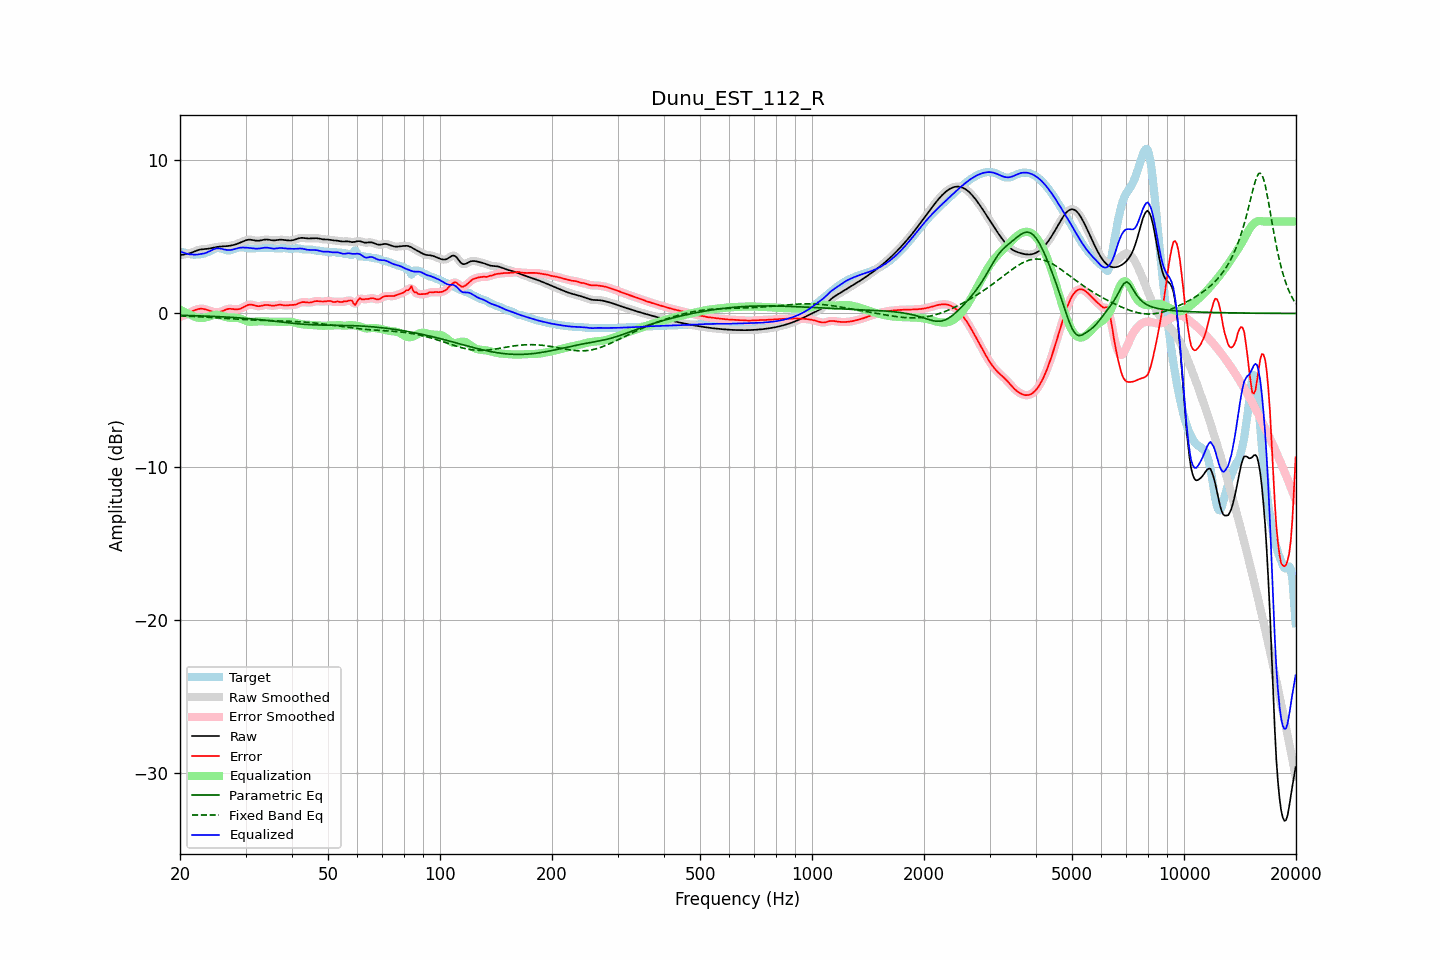 Dunu_EST_112_R
Amplitude (dBr)
10
0
−10
−20
−30
Target
Raw Smoothed
Error Smoothed
Raw
Error
Equalization
Parametric Eq
Fixed Band Eq
Equalized
20 50 100 200 500 1000 2000 5000 10000 20000
Frequency (Hz)